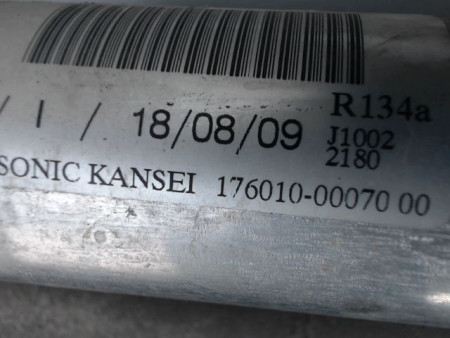 R134a
/ I / 18/08/09 J1002
2180
SONIC KANSEI 176010-00070 00